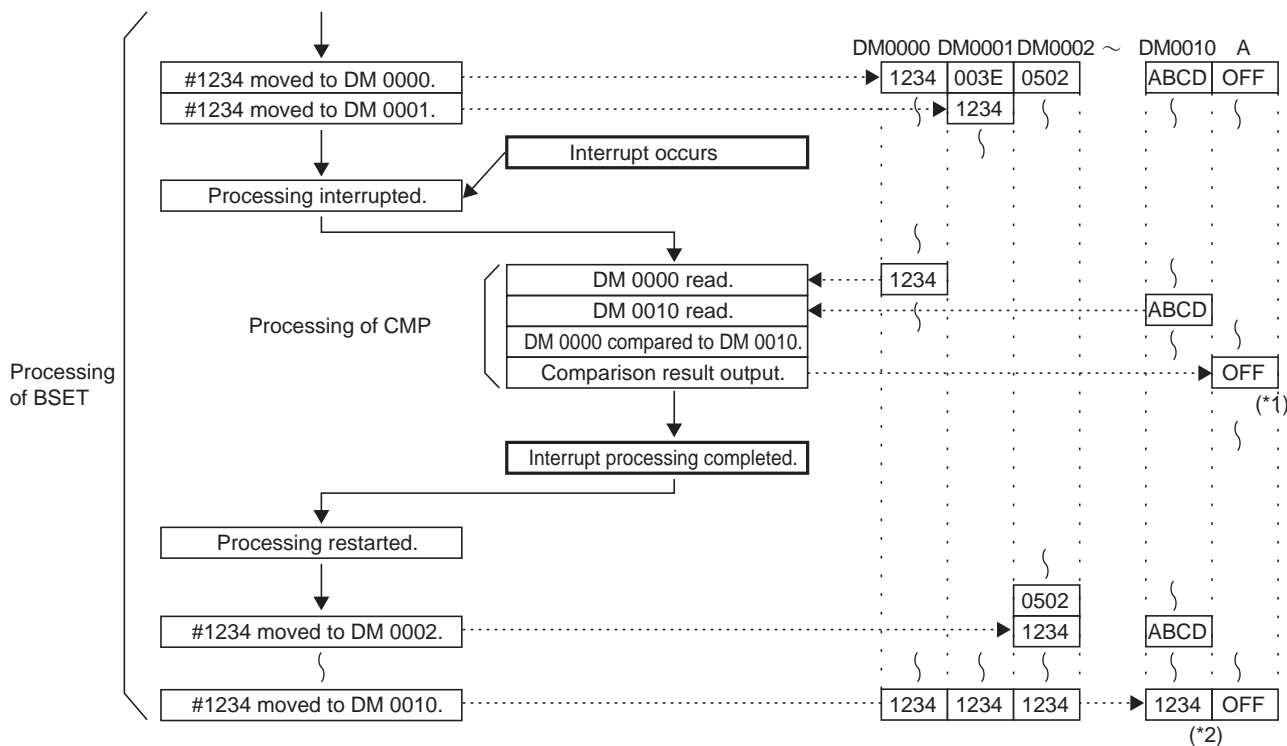 DM0000 DM0001 DM0002 ～ DM0010 A
#1234 moved to DM 0000.
1234 003E 0502 ABCD OFF
#1234 moved to DM 0001.
1234
Interrupt occurs
Processing interrupted.
DM 0000 read.
1234
DM 0010 read.
ABCD
Processing of CMP
DM 0000 compared to DM 0010.
Comparison result output.
OFF
(*1)
Processing
of BSET
Interrupt processing completed.
Processing restarted.
0502
#1234 moved to DM 0002.
1234 ABCD
#1234 moved to DM 0010.
1234 1234 1234 1234 OFF
(*2)